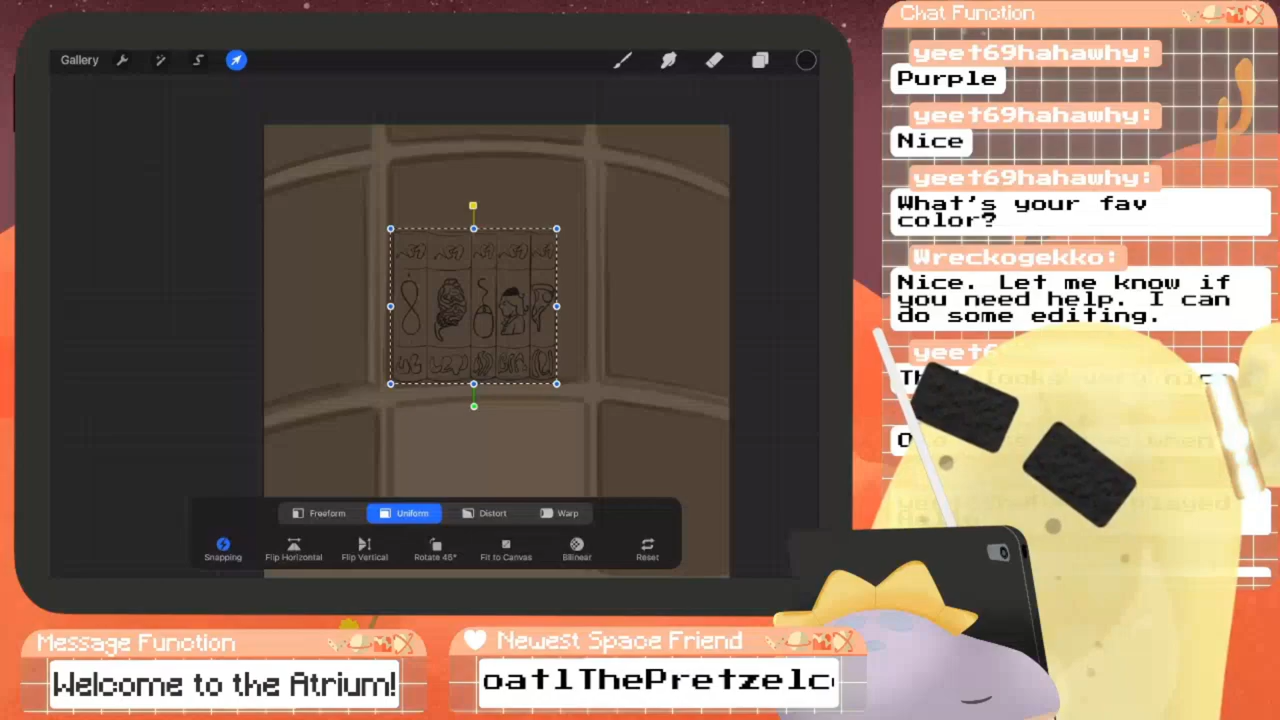 Gallery
Freeform
Uniform
Distort
Warp
Snapping
Flip Horizontal
Flip Vertical
Rotate 45°
Fit to Canvas
Bilinear
Reset
Chat Function
yeet69hahawhy:
Purple
yeet69hahawhy:
Nice
yeet69hahawhy:
What's your fav
color?
Wreckogekko:
Nice. Let me know if
you need help. I can
do some editing.
Message Function
Welcome to the Atrium!
Newest Space Friend
oatlThePretzelc